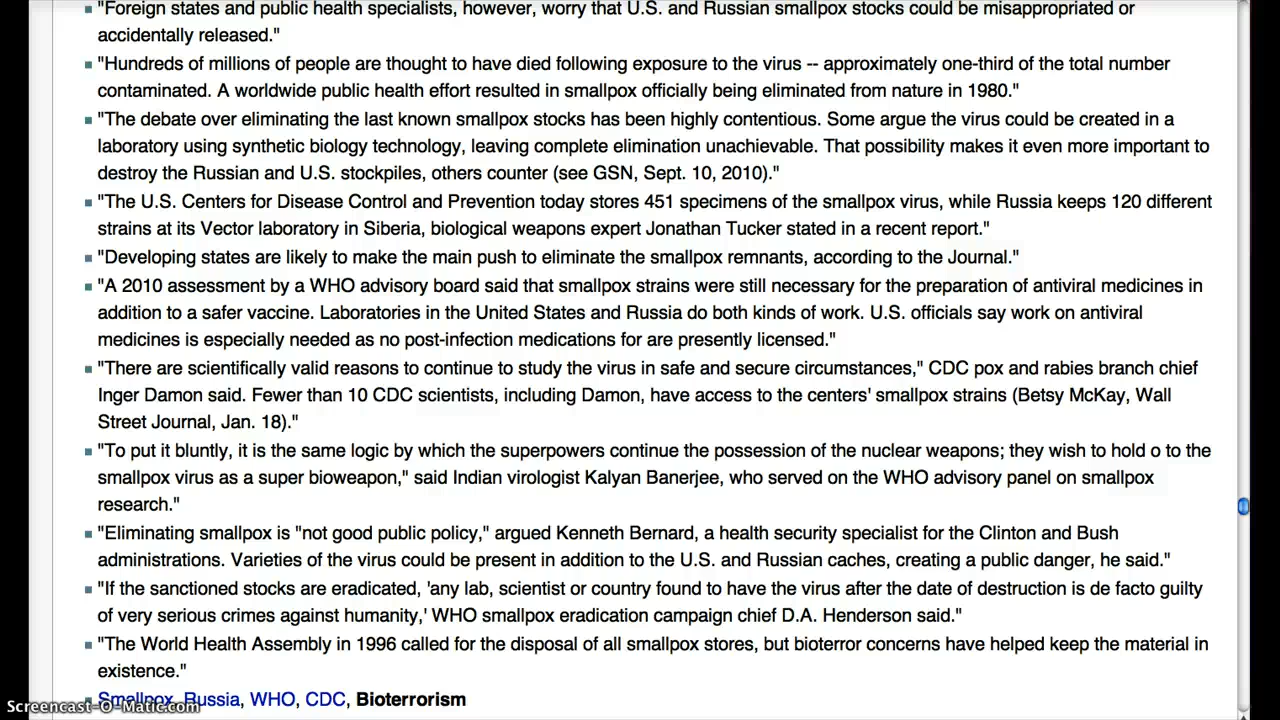 "Foreign states and public health specialists, however, worry that U.S. and Russian smallpox stocks could be misappropriated or
accidentally released."
"Hundreds of millions of people are thought to have died following exposure to the virus -- approximately one-third of the total number
contaminated. A worldwide public health effort resulted in smallpox officially being eliminated from nature in 1980."
"The debate over eliminating the last known smallpox stocks has been highly contentious. Some argue the virus could be created in a
laboratory using synthetic biology technology, leaving complete elimination unachievable. That possibility makes it even more important to
destroy the Russian and U.S. stockpiles, others counter (see GSN, Sept. 10, 2010)."
"The U.S. Centers for Disease Control and Prevention today stores 451 specimens of the smallpox virus, while Russia keeps 120 different
strains at its Vector laboratory in Siberia, biological weapons expert Jonathan Tucker stated in a recent report."
"Developing states are likely to make the main push to eliminate the smallpox remnants, according to the Journal."
"A 2010 assessment by a WHO advisory board said that smallpox strains were still necessary for the preparation of antiviral medicines in
addition to a safer vaccine. Laboratories in the United States and Russia do both kinds of work. U.S. officials say work on antiviral
medicines is especially needed as no post-infection medications for are presently licensed."
"There are scientifically valid reasons to continue to study the virus in safe and secure circumstances," CDC pox and rabies branch chief
Inger Damon said. Fewer than 10 CDC scientists, including Damon, have access to the centers' smallpox strains (Betsy McKay, Wall
Street Journal, Jan. 18)."
"To put it bluntly, it is the same logic by which the superpowers continue the possession of the nuclear weapons; they wish to hold o to the
smallpox virus as a super bioweapon," said Indian virologist Kalyan Banerjee, who served on the WHO advisory panel on smallpox
research."
"Eliminating smallpox is "not good public policy," argued Kenneth Bernard, a health security specialist for the Clinton and Bush
administrations. Varieties of the virus could be present in addition to the U.S. and Russian caches, creating a public danger, he said."
"If the sanctioned stocks are eradicated, 'any lab, scientist or country found to have the virus after the date of destruction is de facto guilty
of very serious crimes against humanity,' WHO smallpox eradication campaign chief D.A. Henderson said."
"The World Health Assembly in 1996 called for the disposal of all smallpox stores, but bioterror concerns have helped keep the material in
existence."
Smallpox, Russia, WHO, CDC, Bioterrorism
Screencast-O-Matic.com